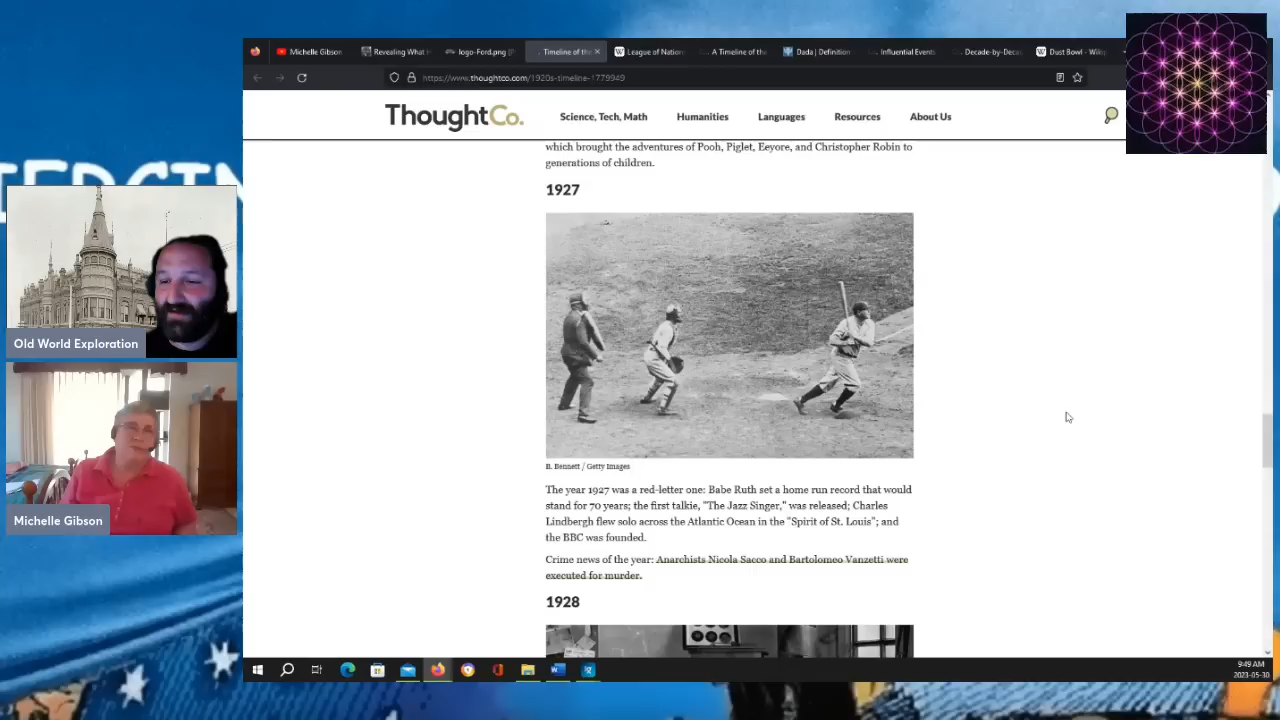 Michelle Gibson
Revealing What H
logo-Ford.png (P
Timeline of the
League of Nation
A Timeline of the
Dada | Definition
Influential Events
Decade-by-Deca
Dust Bowl - Wiki
https://www.thoughtco.com/1920s-timeline-1779949
ThoughtCo.
Science, Tech, Math
Humanities
Languages
Resources
About Us
which brought the adventures of Pooh, Piglet, Eeyore, and Christopher Robin to
generations of children.
1927
B. Bennett / Getty Images
The year 1927 was a red-letter one: Babe Ruth set a home run record that would
stand for 70 years; the first talkie, "The Jazz Singer," was released; Charles
Lindbergh flew solo across the Atlantic Ocean in the "Spirit of St. Louis"; and
the BBC was founded.
Crime news of the year: Anarchists Nicola Sacco and Bartolomeo Vanzetti were
executed for murder.
1928
Old World Exploration
Michelle Gibson
9:49 AM
2023-05-30